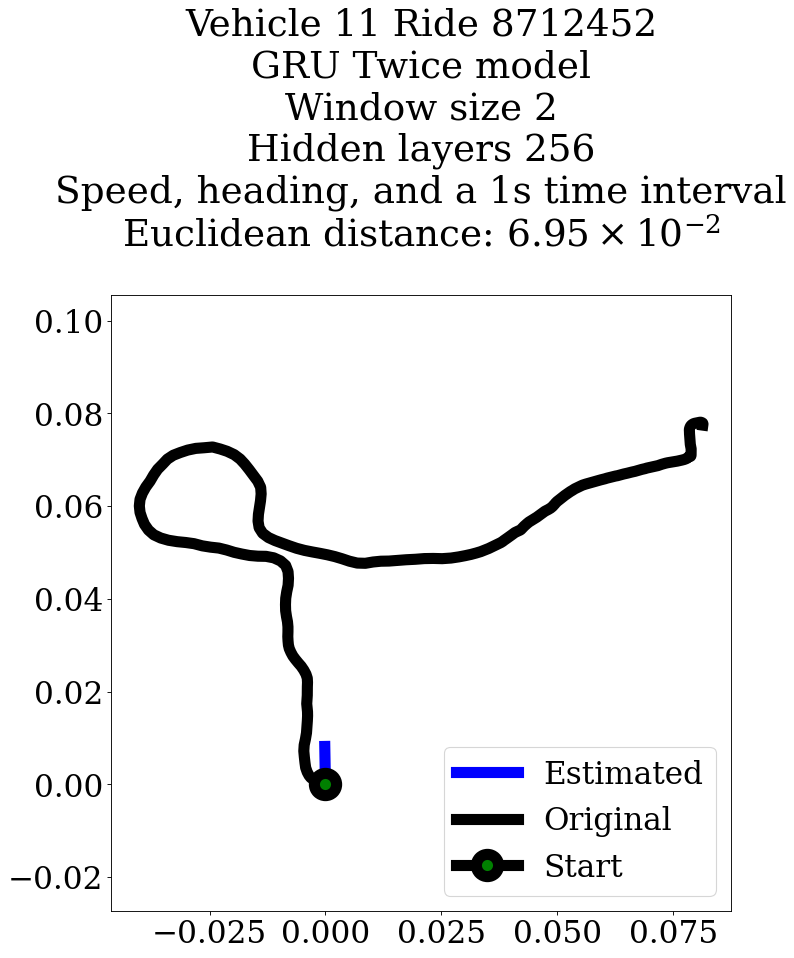 Vehicle 11 Ride 8712452
GRU Twice model
Window size 2
Hidden layers 256
Speed, heading, and a 1s time interval
Euclidean distance: 6.95 × 10⁻²
0.10
0.08
0.06
0.04
0.02
0.00
−0.02
Estimated
Original
Start
−0.025 0.000 0.025 0.050 0.075